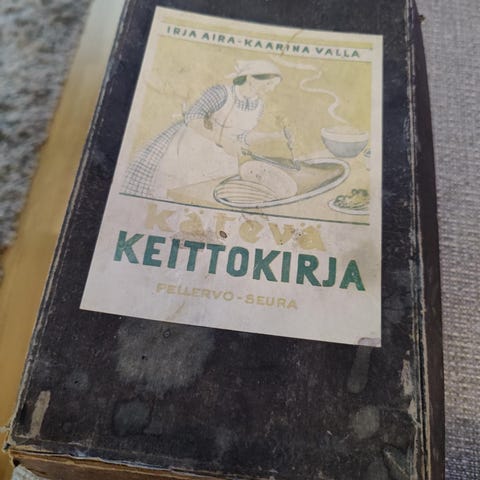 IRJA AIRA-KAARINA VALLA
kätevä
KEITTOKIRJA
PELLERVO-SEURA